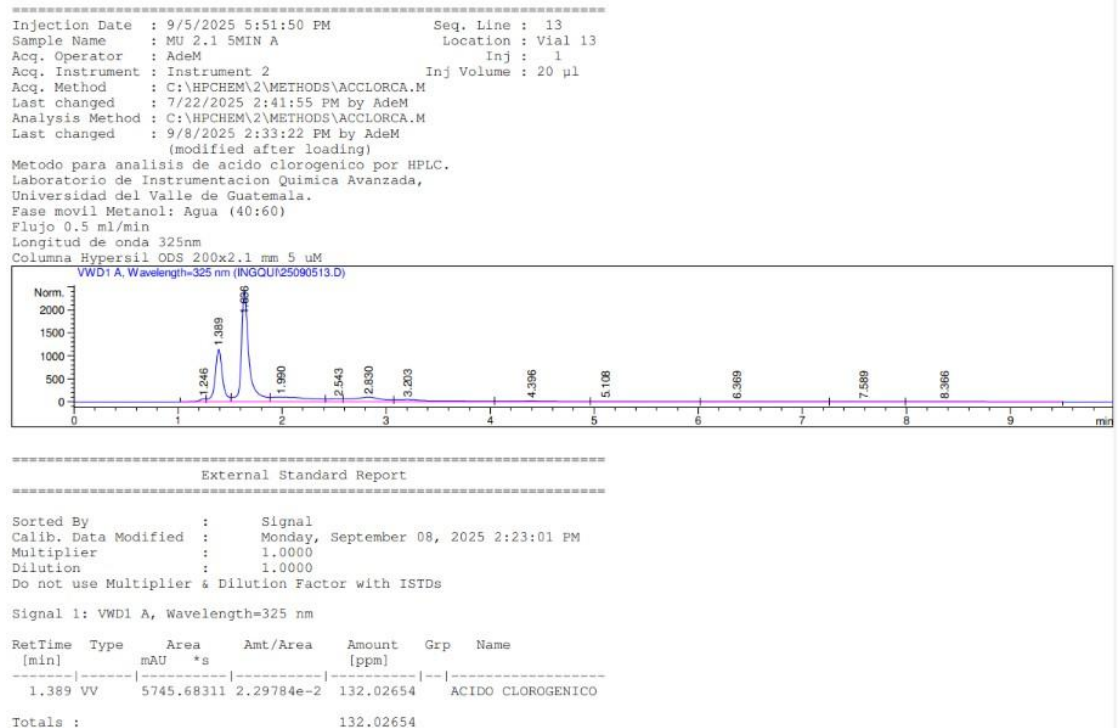 =====================================================================
Injection Date : 9/5/2025 5:51:50 PM Seq. Line : 13
Sample Name : MU 2.1 5MIN A Location : Vial 13
Acq. Operator : AdeM Inj : 1
Acq. Instrument : Instrument 2 Inj Volume : 20 µl
Acq. Method : C:\HPCHEM\2\METHODS\ACCLORCA.M
Last changed : 7/22/2025 2:41:55 PM by AdeM
Analysis Method : C:\HPCHEM\2\METHODS\ACCLORCA.M
Last changed : 9/8/2025 2:33:22 PM by AdeM
(modified after loading)
Metodo para analisis de acido clorogenico por HPLC.
Laboratorio de Instrumentacion Quimica Avanzada,
Universidad del Valle de Guatemala.
Fase movil Metanol: Agua (40:60)
Flujo 0.5 ml/min
Longitud de onda 325nm
Columna Hypersil ODS 200x2.1 mm 5 uM
VWD1 A, Wavelength=325 nm (INGQUI\25090513.D)
Norm.
2000
1500
1000
500
0
1.246
1.389
1.636
1.990
2.543
2.830
3.203
4.396
5.108
6.369
7.589
8.366
0 1 2 3 4 5 6 7 8 9 min
=====================================================================
External Standard Report
=====================================================================
Sorted By : Signal
Calib. Data Modified : Monday, September 08, 2025 2:23:01 PM
Multiplier : 1.0000
Dilution : 1.0000
Do not use Multiplier & Dilution Factor with ISTDs
Signal 1: VWD1 A, Wavelength=325 nm
RetTime Type Area Amt/Area Amount Grp Name
[min] mAU *s [ppm]
-------|------|----------|----------|----------|--|------------------
1.389 VV 5745.68311 2.29784e-2 132.02654 ACIDO CLOROGENICO
Totals : 132.02654